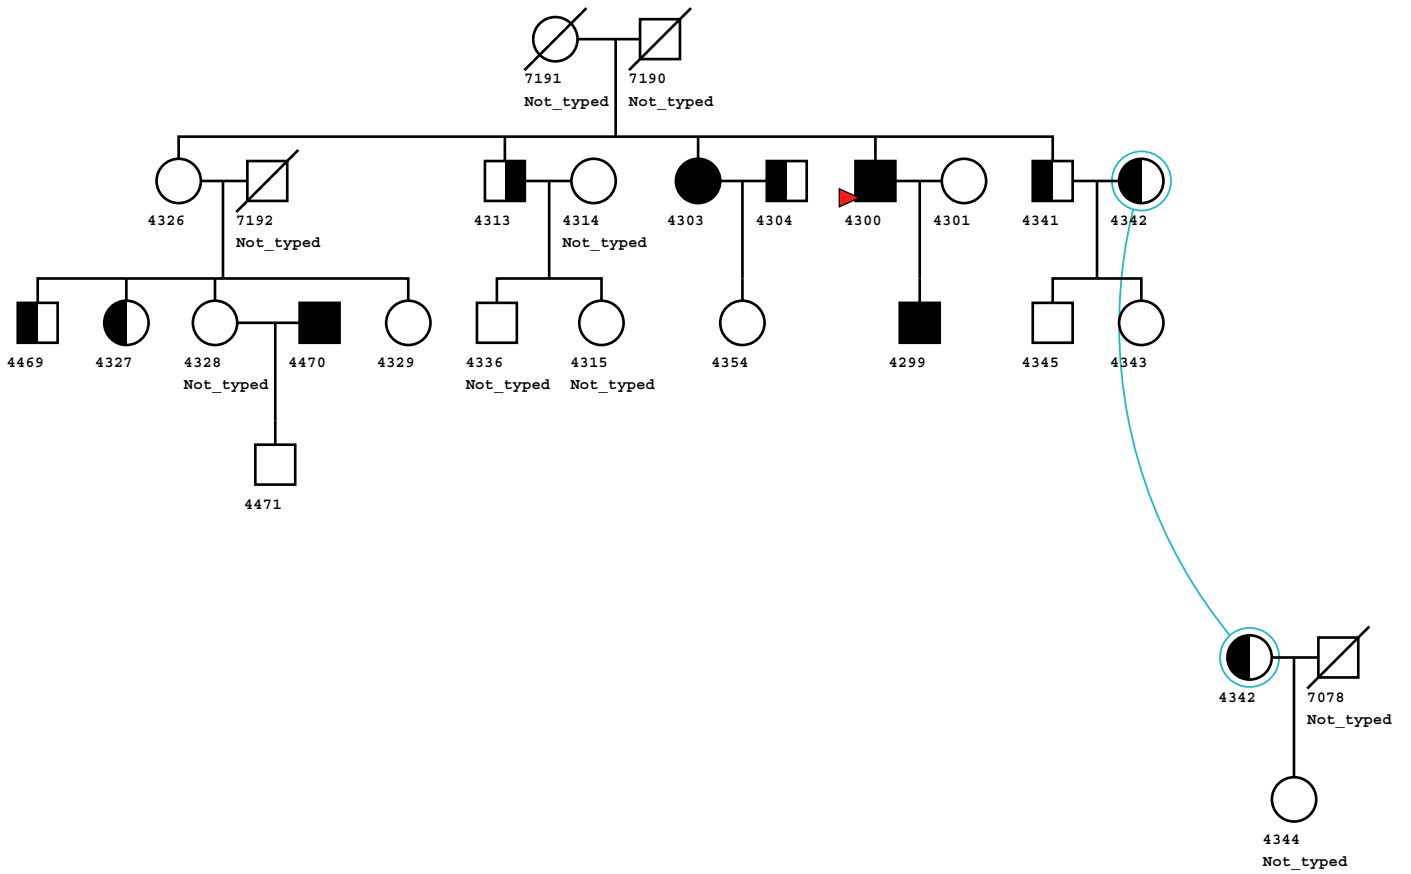 7191 7190
Not_typed Not_typed
4326 7192 4313 4314 4303 4304 4300 4301 4341 4342
Not_typed Not_typed
4469 4327 4328 4470 4329 4336 4315 4354 4299 4345 4343
Not_typed Not_typed Not_typed
4471
4342 7078
Not_typed
4344
Not_typed